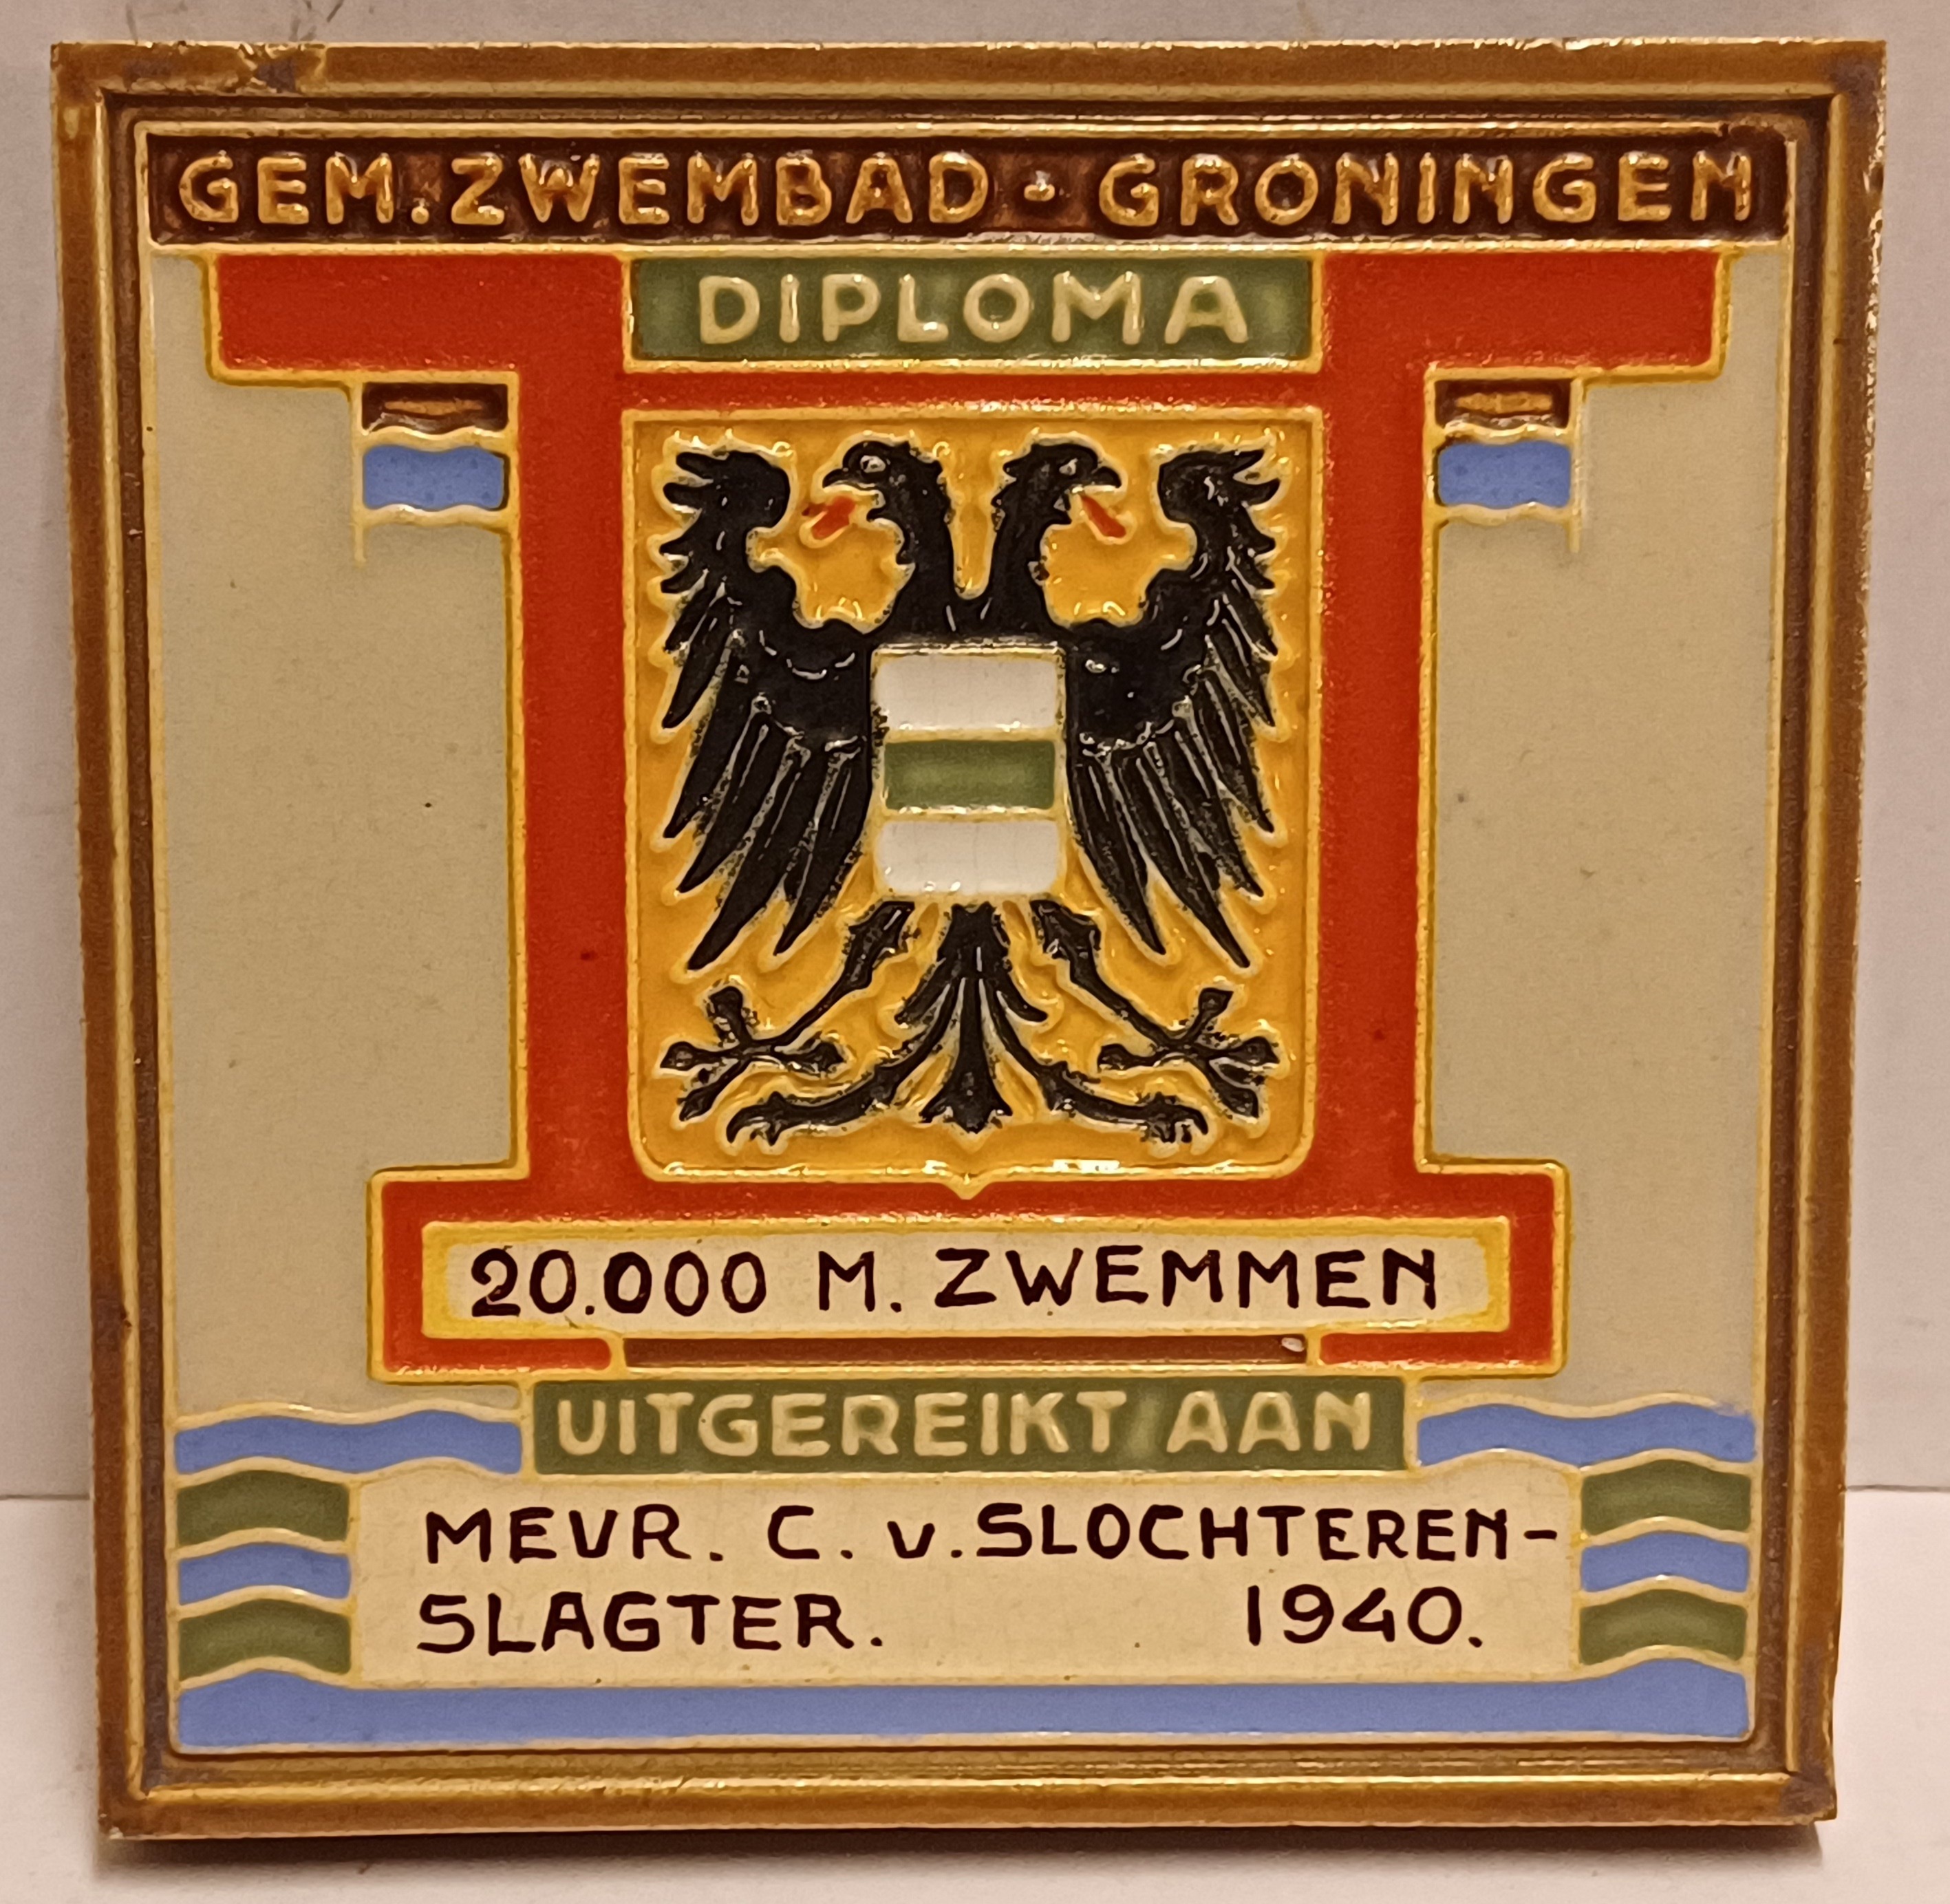 GEM. ZWEMBAD · GRONINGEN
DIPLOMA
20.000 M. ZWEMMEN
UITGEREIKT AAN
MEVR. C. v. SLOCHTEREN-
SLAGTER. 1940.